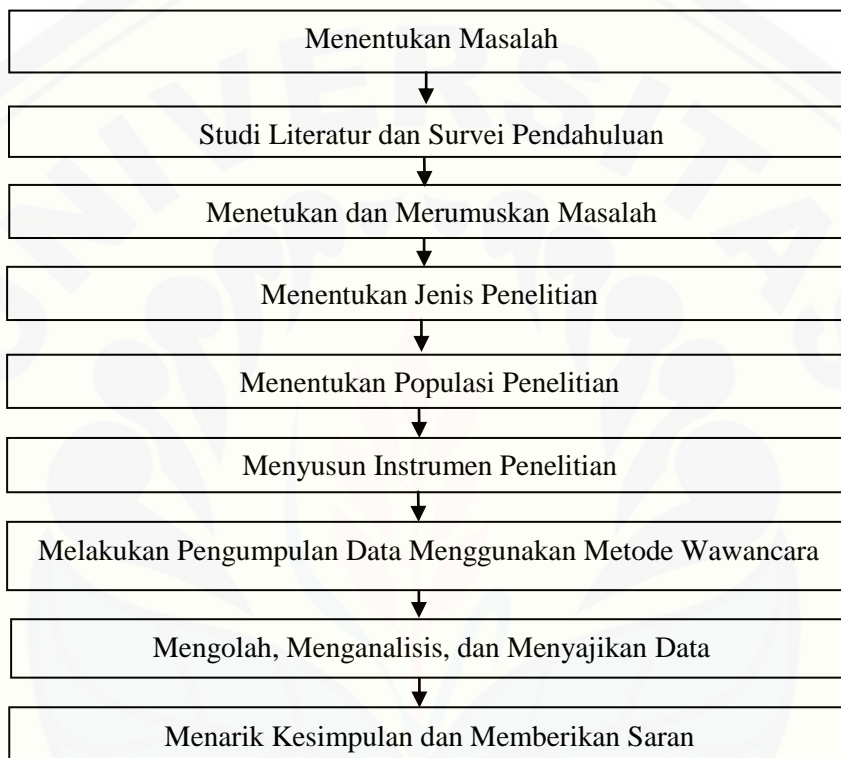 UNIVERSITAS
Menentukan Masalah
Studi Literatur dan Survei Pendahuluan
Menetukan dan Merumuskan Masalah
Menentukan Jenis Penelitian
Menentukan Populasi Penelitian
Menyusun Instrumen Penelitian
Melakukan Pengumpulan Data Menggunakan Metode Wawancara
Mengolah, Menganalisis, dan Menyajikan Data
Menarik Kesimpulan dan Memberikan Saran